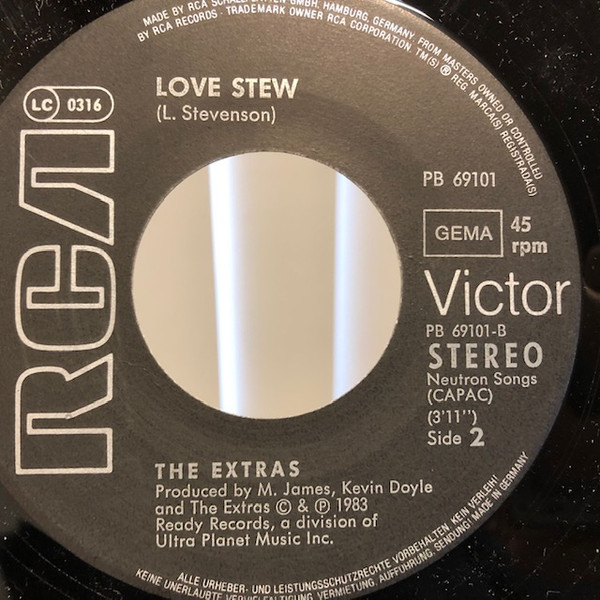 MADE BY RCA SCHALLPLATTEN GMBH, HAMBURG, GERMANY, FROM MASTERS OWNED OR CONTROLLED
BY RCA RECORDS · TRADEMARK OWNER RCA CORPORATION. TM(S) ® REG. MARCA(S) REGISTRADA(S)
LC 0316
LOVE STEW
(L. Stevenson)
RCA
PB 69101
GEMA
45
rpm
Victor
PB 69101-B
STEREO
Neutron Songs
(CAPAC)
(3'11")
Side 2
THE EXTRAS
Produced by M. James, Kevin Doyle
and The Extras © & ℗ 1983
Ready Records, a division of
Ultra Planet Music Inc.
ALLE URHEBER- UND LEISTUNGSSCHUTZRECHTE VORBEHALTEN. KEIN VERLEIH!
KEINE UNERLAUBTE VERVIELFÄLTIGUNG, VERMIETUNG, AUFFÜHRUNG, SENDUNG! MADE IN GERMANY